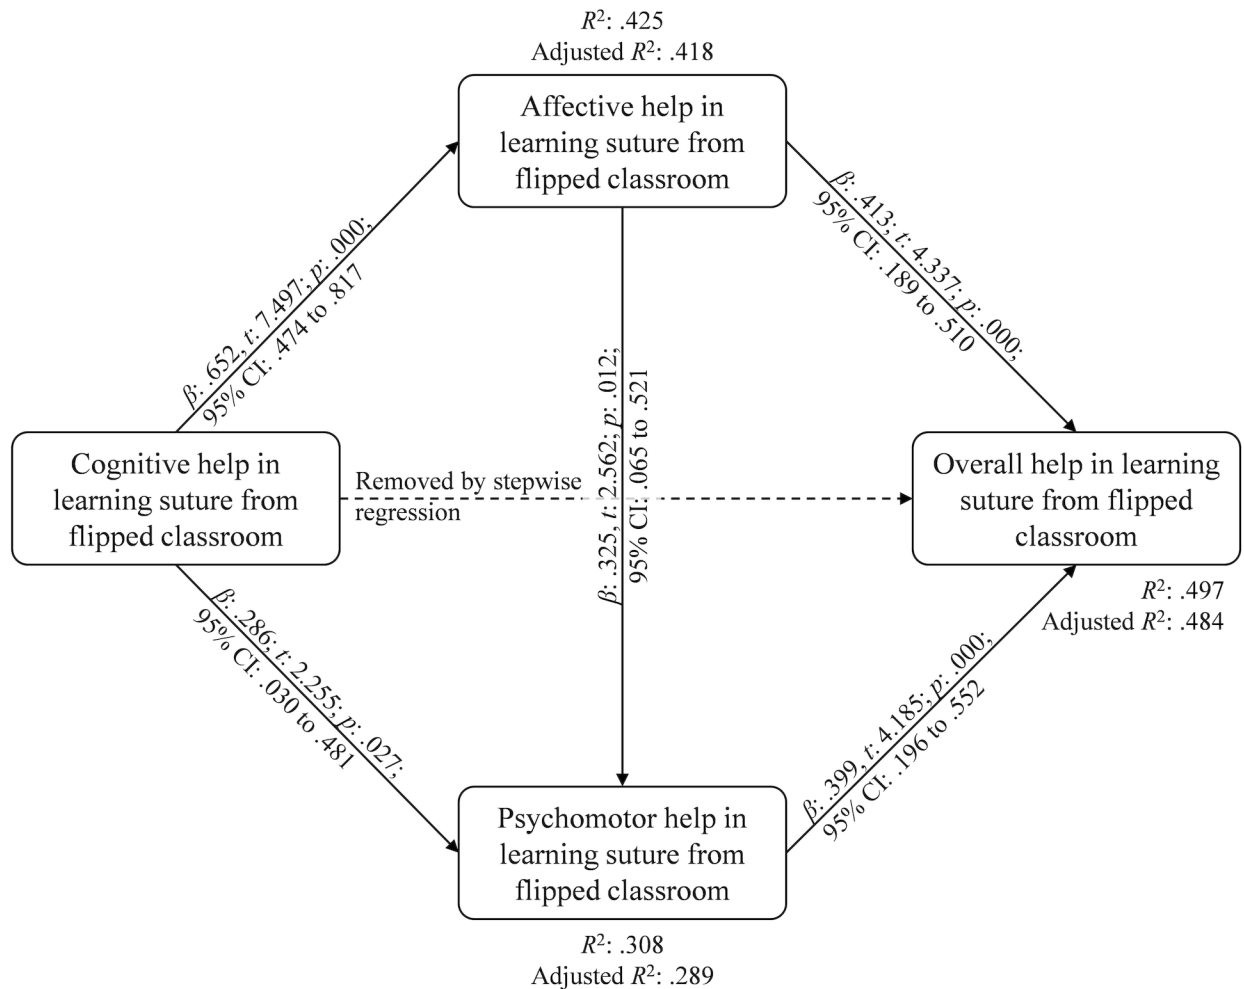 R²: .425
Adjusted R²: .418
Affective help in
learning suture from
flipped classroom
β: .652, t: 7.497; p: .000;
95% CI: .474 to .817
β: .413; t: 4.337; p: .000;
95% CI: .189 to .510
β: .325, t: 2.562; p: .012;
95% CI: .065 to .521
Cognitive help in
learning suture from
flipped classroom
Removed by stepwise
regression
Overall help in learning
suture from flipped
classroom
R²: .497
Adjusted R²: .484
β: .286; t: 2.255; p: .027;
95% CI: .030 to .481
β: .399, t: 4.185; p: .000;
95% CI: .196 to .552
Psychomotor help in
learning suture from
flipped classroom
R²: .308
Adjusted R²: .289